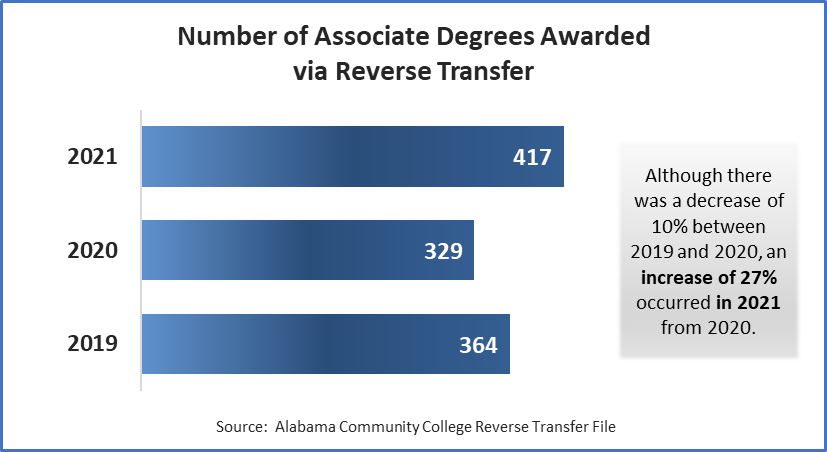 Number of Associate Degrees Awarded
via Reverse Transfer
2021
417
2020
329
2019
364
Although there
was a decrease of
10% between
2019 and 2020, an
increase of 27%
occurred in 2021
from 2020.
Source:  Alabama Community College Reverse Transfer File